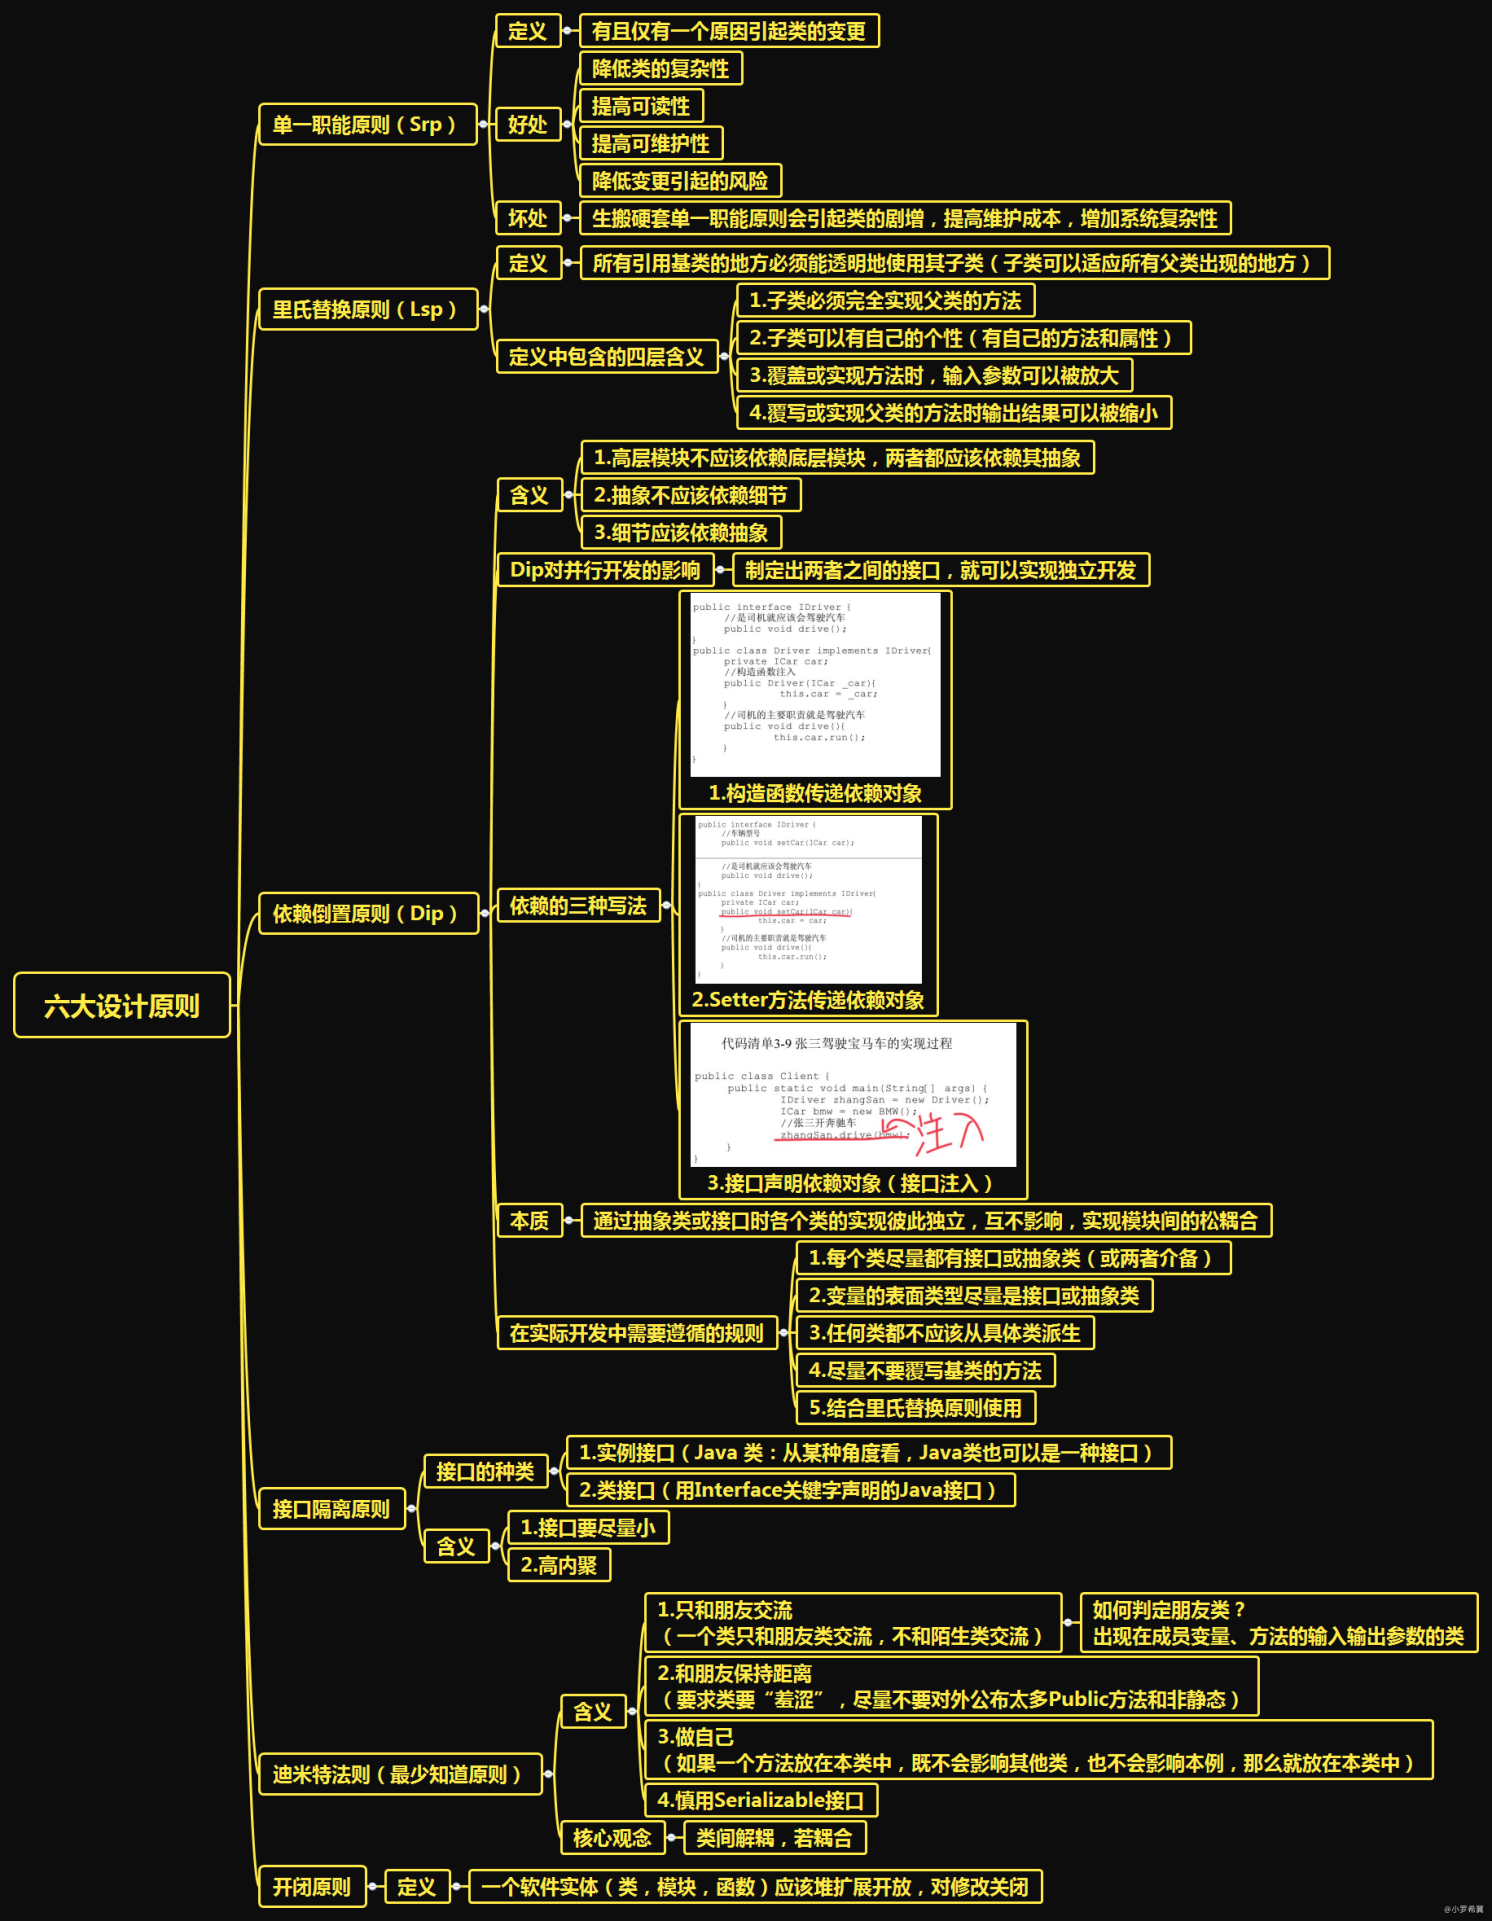 六大设计原则
单一职能原则（Srp）
定义
有且仅有一个原因引起类的变更
好处
降低类的复杂性
提高可读性
提高可维护性
降低变更引起的风险
坏处
生搬硬套单一职能原则会引起类的剧增，提高维护成本，增加系统复杂性
里氏替换原则（Lsp）
定义
所有引用基类的地方必须能透明地使用其子类（子类可以适应所有父类出现的地方）
定义中包含的四层含义
1.子类必须完全实现父类的方法
2.子类可以有自己的个性（有自己的方法和属性）
3.覆盖或实现方法时，输入参数可以被放大
4.覆写或实现父类的方法时输出结果可以被缩小
依赖倒置原则（Dip）
含义
1.高层模块不应该依赖底层模块，两者都应该依赖其抽象
2.抽象不应该依赖细节
3.细节应该依赖抽象
Dip对并行开发的影响
制定出两者之间的接口，就可以实现独立开发
依赖的三种写法
public interface IDriver {
//是司机就应该会驾驶汽车
public void drive();
}
public class Driver implements IDriver{
private ICar car;
//构造函数注入
public Driver(ICar _car){
this.car = _car;
}
//司机的主要职责就是驾驶汽车
public void drive(){
this.car.run();
}
}
1.构造函数传递依赖对象
public interface IDriver {
//车辆型号
public void setCar(ICar car);
//是司机就应该会驾驶汽车
public void drive();
}
public class Driver implements IDriver{
private ICar car;
public void setCar(ICar car){
this.car = car;
}
//司机的主要职责就是驾驶汽车
public void drive(){
this.car.run();
}
}
2.Setter方法传递依赖对象
代码清单3-9 张三驾驶宝马车的实现过程
public class Client {
public static void main(String[] args) {
IDriver zhangSan = new Driver();
ICar bmw = new BMW();
//张三开奔驰车
zhangSan.drive(bmw);
注入
}
}
3.接口声明依赖对象（接口注入）
本质
通过抽象类或接口时各个类的实现彼此独立，互不影响，实现模块间的松耦合
在实际开发中需要遵循的规则
1.每个类尽量都有接口或抽象类（或两者介备）
2.变量的表面类型尽量是接口或抽象类
3.任何类都不应该从具体类派生
4.尽量不要覆写基类的方法
5.结合里氏替换原则使用
接口隔离原则
接口的种类
1.实例接口（Java 类：从某种角度看，Java类也可以是一种接口）
2.类接口（用Interface关键字声明的Java接口）
含义
1.接口要尽量小
2.高内聚
迪米特法则（最少知道原则）
含义
1.只和朋友交流
（一个类只和朋友类交流，不和陌生类交流）
如何判定朋友类？
出现在成员变量、方法的输入输出参数的类
2.和朋友保持距离
（要求类要“羞涩”，尽量不要对外公布太多Public方法和非静态）
3.做自己
（如果一个方法放在本类中，既不会影响其他类，也不会影响本例，那么就放在本类中）
4.慎用Serializable接口
核心观念
类间解耦，若耦合
开闭原则
定义
一个软件实体（类，模块，函数）应该堆扩展开放，对修改关闭
@小罗希冀